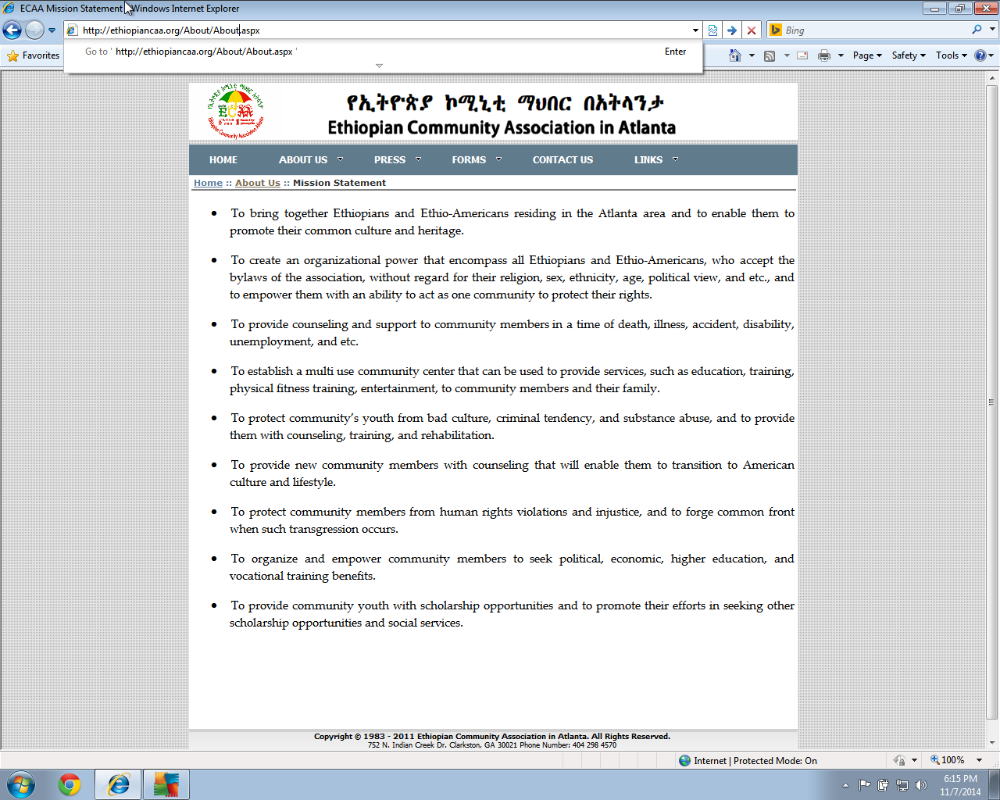 ECAA Mission Statement - Windows Internet Explorer
http://ethiopiancaa.org/About/About.aspx
Bing
Go to ' http://ethiopiancaa.org/About/About.aspx '
Enter
Favorites
Page
Safety
Tools
የኢትዮጵያ ኮሚኒቲ ማህበር በአትላንታ
ECAA
Ethiopian Community Association in Atlanta
HOME
ABOUT US
PRESS
FORMS
CONTACT US
LINKS
Home :: About Us :: Mission Statement
• To bring together Ethiopians and Ethio-Americans residing in the Atlanta area and to enable them to
promote their common culture and heritage.
• To create an organizational power that encompass all Ethiopians and Ethio-Americans, who accept the
bylaws of the association, without regard for their religion, sex, ethnicity, age, political view, and etc., and
to empower them with an ability to act as one community to protect their rights.
• To provide counseling and support to community members in a time of death, illness, accident, disability,
unemployment, and etc.
• To establish a multi use community center that can be used to provide services, such as education, training,
physical fitness training, entertainment, to community members and their family.
• To protect community's youth from bad culture, criminal tendency, and substance abuse, and to provide
them with counseling, training, and rehabilitation.
• To provide new community members with counseling that will enable them to transition to American
culture and lifestyle.
• To protect community members from human rights violations and injustice, and to forge common front
when such transgression occurs.
• To organize and empower community members to seek political, economic, higher education, and
vocational training benefits.
• To provide community youth with scholarship opportunities and to promote their efforts in seeking other
scholarship opportunities and social services.
Copyright © 1983 - 2011 Ethiopian Community Association in Atlanta. All Rights Reserved.
752 N. Indian Creek Dr. Clarkston, GA 30021 Phone Number: 404 298 4570
Internet | Protected Mode: On
100%
6:15 PM
11/7/2014